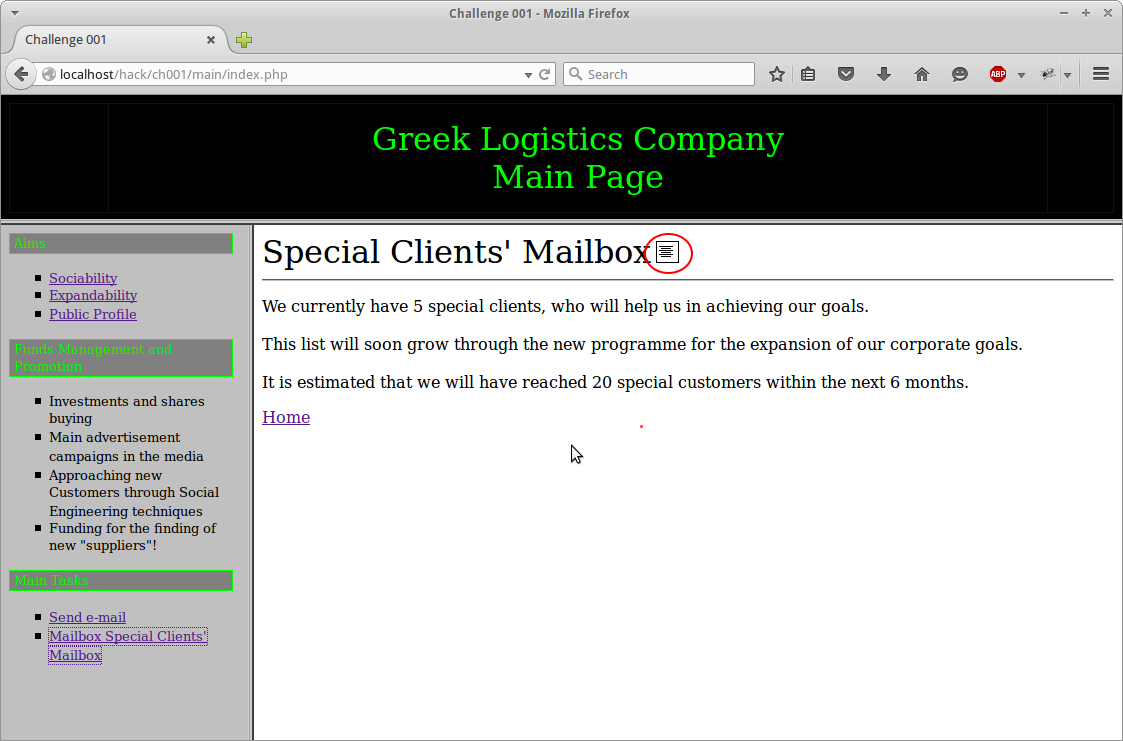 Challenge 001 - Mozilla Firefox
Challenge 001
localhost/hack/ch001/main/index.php
Search
ABP
Greek Logistics Company
Main Page
Aims
Sociability
Expandability
Public Profile
Funds Management and
Promotion
Investments and shares
buying
Main advertisement
campaigns in the media
Approaching new
Customers through Social
Engineering techniques
Funding for the finding of
new "suppliers"!
Main Tasks
Send e-mail
Mailbox Special Clients'
Mailbox
Special Clients' Mailbox
We currently have 5 special clients, who will help us in achieving our goals.
This list will soon grow through the new programme for the expansion of our corporate goals.
It is estimated that we will have reached 20 special customers within the next 6 months.
Home